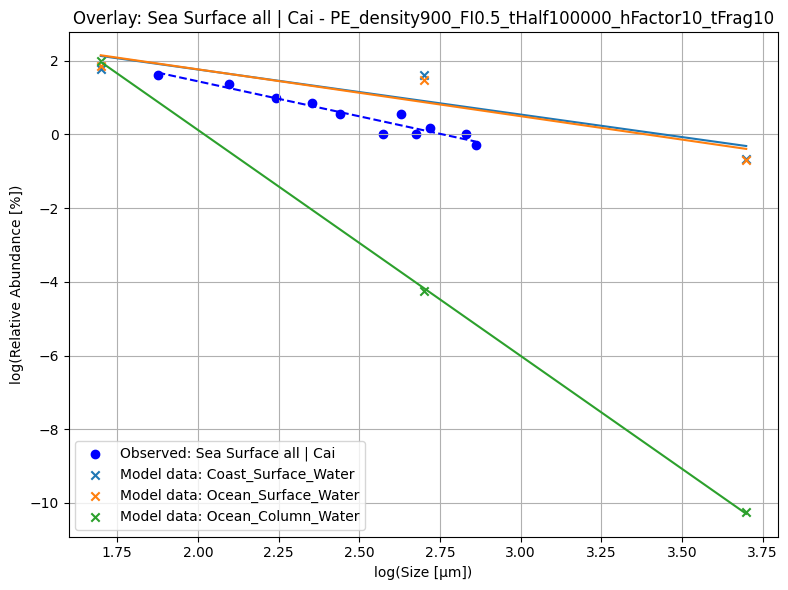 Overlay: Sea Surface all | Cai - PE_density900_FI0.5_tHalf100000_hFactor10_tFrag10
log(Relative Abundance [%])
2
0
−2
−4
−6
−8
−10
Observed: Sea Surface all | Cai
Model data: Coast_Surface_Water
Model data: Ocean_Surface_Water
Model data: Ocean_Column_Water
1.75 2.00 2.25 2.50 2.75 3.00 3.25 3.50 3.75
log(Size [µm])